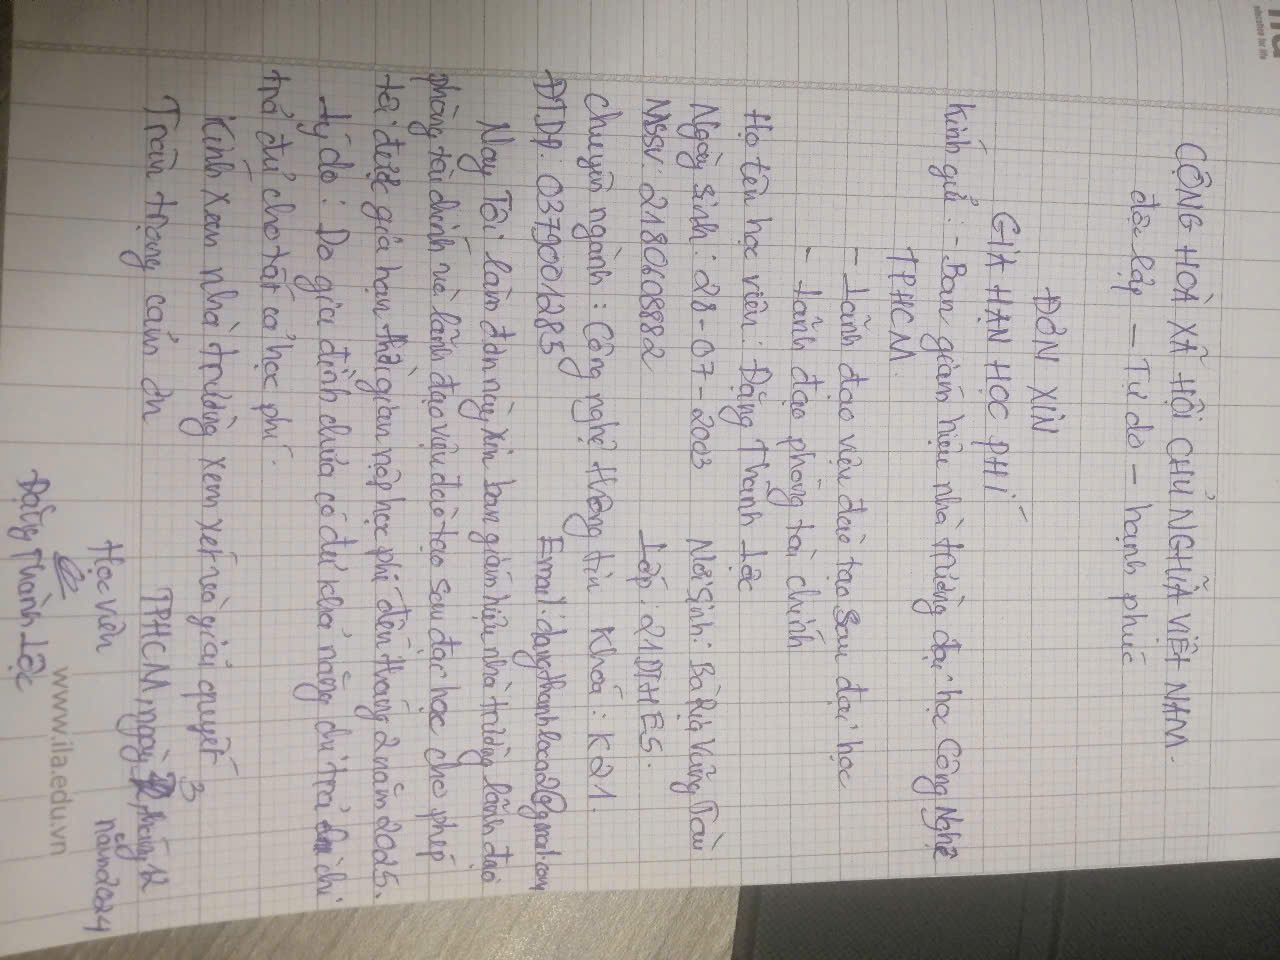 CỘNG HOÀ XÃ HỘI CHỦ NGHĨA VIỆT NAM.
độc lập - Tự do - hạnh phúc
ĐƠN XIN
GIA HẠN HỌC PHÍ
Kính gửi: - Ban giám hiệu nhà trường đại học Công Nghệ
TPHCM.
- Lãnh đạo viện đào tạo sau đại học
- Lãnh đạo phòng tài chính
Họ tên học viên: Đặng Thành Lộc
Ngày sinh: 28-07-2003 Nơi sinh: Bà Rịa Vũng Tàu
MSSV: 2180608882 Lớp: 21DTHE5.
Chuyên ngành: Công nghệ thông tin Khoá: K21.
ĐTDĐ: 0379001285 Email:
Nay Tôi làm đơn này, xin ban giám hiệu nhà trường lãnh đạo
phòng tài chính và lãnh đạo viện đào tạo sau đại học cho phép
tôi được gia hạn thời gian nộp học phí đến tháng 2 năm 2025.
Lý do: Do gia đình chưa có đủ khả năng chi trả chi
trả đủ cho tất cả học phí.
Kính xem nhà trường xem xét và giải quyết
Trân trọng cảm ơn
TPHCM, ngày 3 tháng 12
năm 2024
Học viên
Đặng Thành Lộc
www.ila.edu.vn
education for life